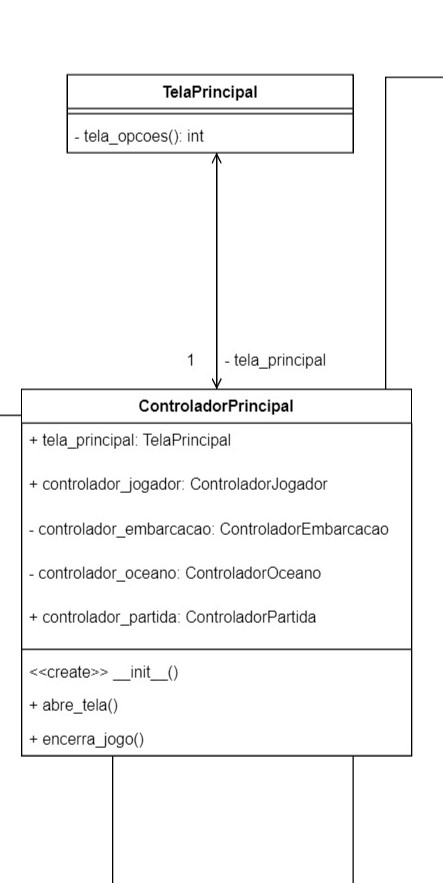 TelaPrincipal
- tela_opcoes(): int
1
- tela_principal
ControladorPrincipal
+ tela_principal: TelaPrincipal
+ controlador_jogador: ControladorJogador
- controlador_embarcacao: ControladorEmbarcacao
- controlador_oceano: ControladorOceano
+ controlador_partida: ControladorPartida
<<create>> __init__()
+ abre_tela()
+ encerra_jogo()